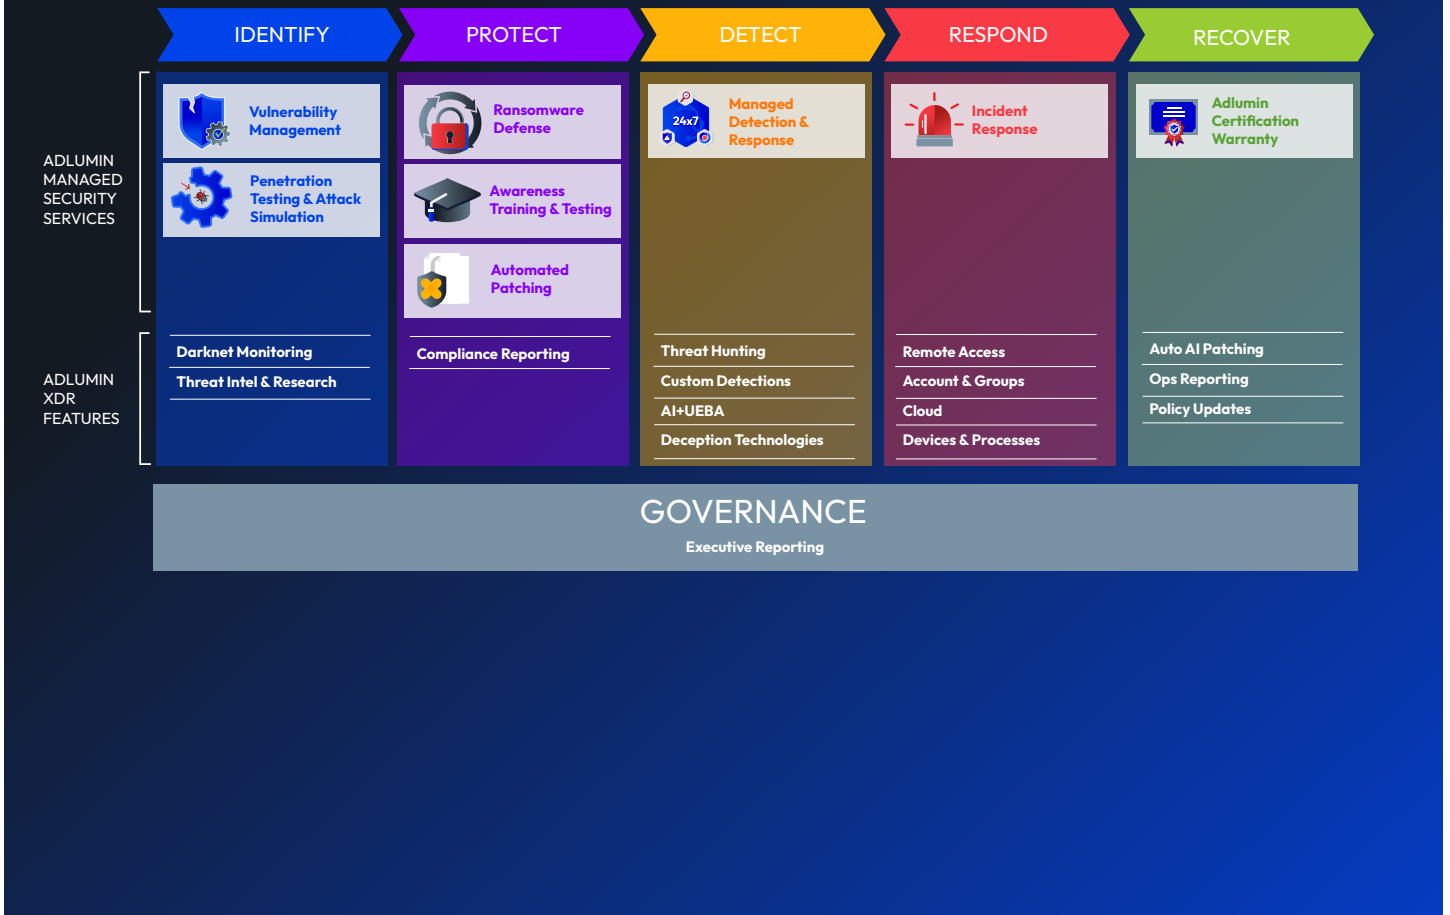 IDENTIFY
PROTECT
DETECT
RESPOND
RECOVER
ADLUMIN
MANAGED
SECURITY
SERVICES
Vulnerability
Management
Penetration
Testing & Attack
Simulation
Ransomware
Defense
Awareness
Training & Testing
Automated
Patching
24x7
Managed
Detection &
Response
Incident
Response
Adlumin
Certification
Warranty
ADLUMIN
XDR
FEATURES
Darknet Monitoring
Threat Intel & Research
Compliance Reporting
Threat Hunting
Custom Detections
AI+UEBA
Deception Technologies
Remote Access
Account & Groups
Cloud
Devices & Processes
Auto AI Patching
Ops Reporting
Policy Updates
GOVERNANCE
Executive Reporting